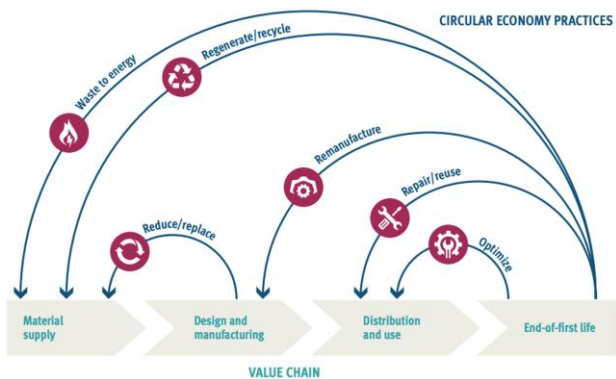 CIRCULAR ECONOMY PRACTICES
Waste to energy
Regenerate/recycle
Remanufacture
Repair/reuse
Reduce/replace
Optimize
Material
supply
Design and
manufacturing
Distribution
and use
End-of-first life
VALUE CHAIN